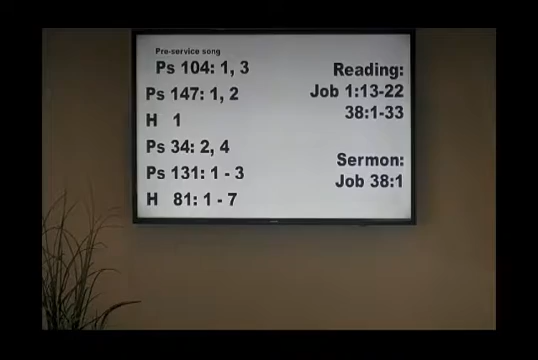 Pre-service song
Ps 104: 1, 3
Ps 147: 1, 2
H 1
Ps 34: 2, 4
Ps 131: 1 - 3
H 81: 1 - 7
Reading:
Job 1:13-22
38:1-33
Sermon:
Job 38:1